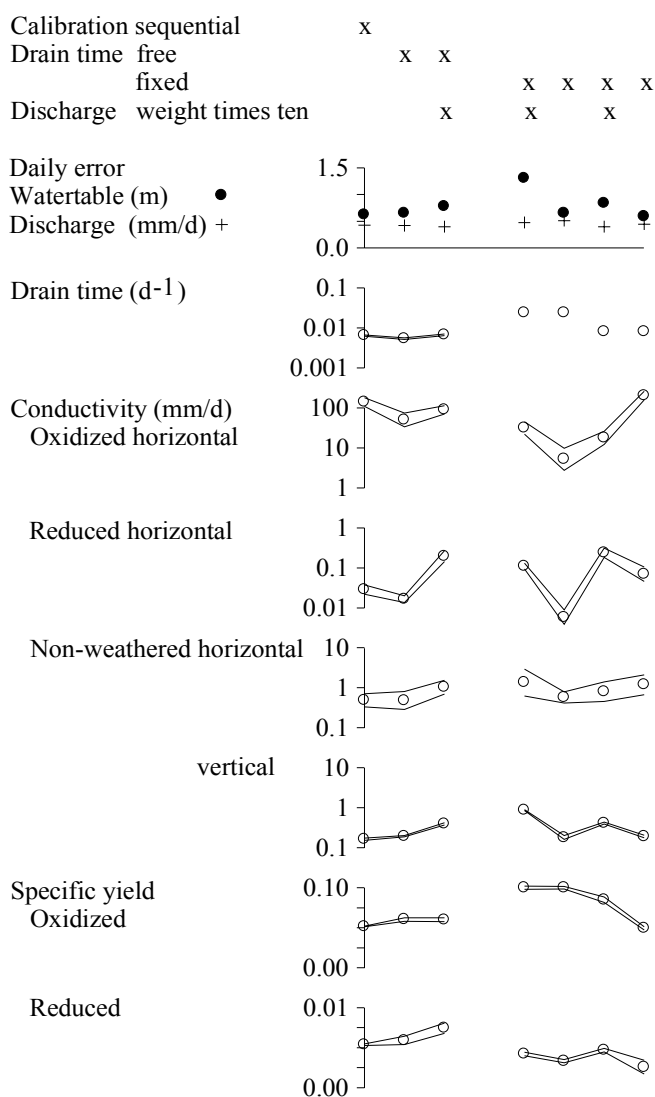 Calibration sequential x
Drain time free x x
fixed x x x x
Discharge weight times ten x x x
Daily error 1.5
Watertable (m) ●
Discharge (mm/d) +
0.0
Drain time (d-1) 0.1
0.01
0.001
Conductivity (mm/d) 100
Oxidized horizontal 10
1
Reduced horizontal 1
0.1
0.01
Non-weathered horizontal 10
1
0.1
vertical 10
1
0.1
Specific yield 0.10
Oxidized
0.00
Reduced 0.01
0.00